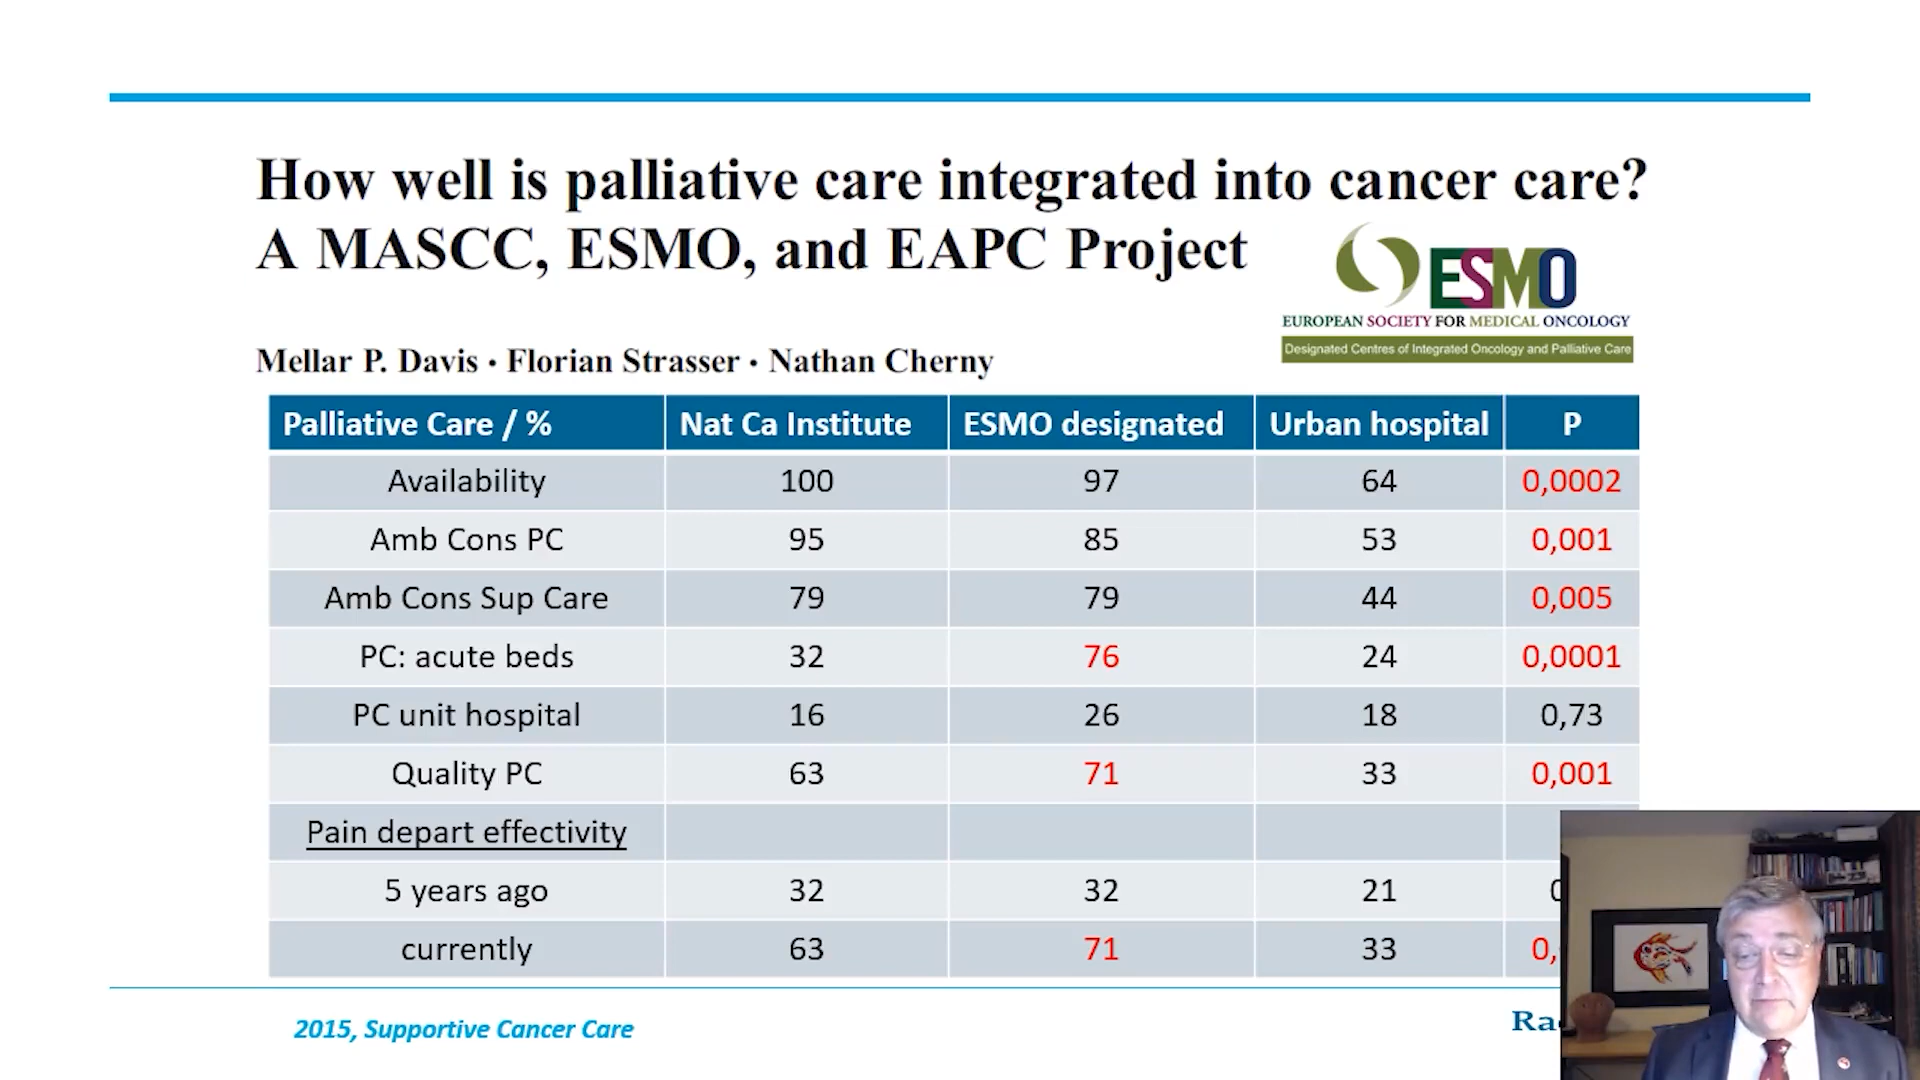 How well is palliative care integrated into cancer care?
A MASCC, ESMO, and EAPC Project
ESMO
EUROPEAN SOCIETY FOR MEDICAL ONCOLOGY
Designated Centres of Integrated Oncology and Palliative Care
Mellar P. Davis · Florian Strasser · Nathan Cherny
Palliative Care / % Nat Ca Institute ESMO designated Urban hospital P
Availability 100 97 64 0,0002
Amb Cons PC 95 85 53 0,001
Amb Cons Sup Care 79 79 44 0,005
PC: acute beds 32 76 24 0,0001
PC unit hospital 16 26 18 0,73
Quality PC 63 71 33 0,001
Pain depart effectivity
5 years ago 32 32 21
currently 63 71 33 0,
2015, Supportive Cancer Care